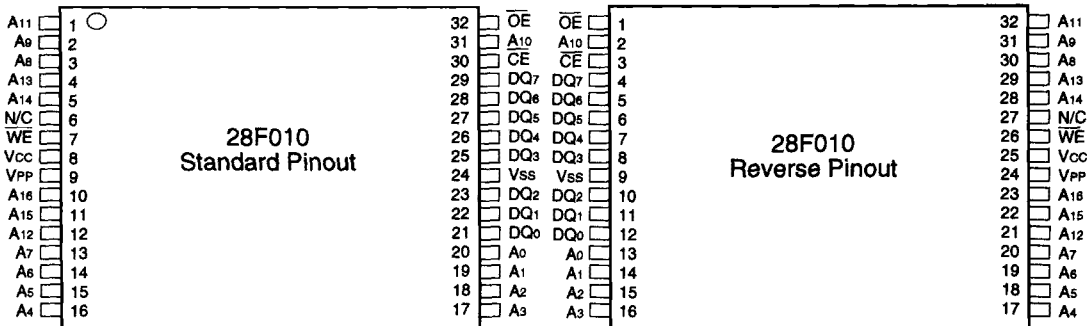 A11 1 32 OE OE 1 32 A11
A9 2 31 A10 A10 2 31 A9
A8 3 30 CE CE 3 30 A8
A13 4 29 DQ7 DQ7 4 29 A13
A14 5 28 DQ6 DQ6 5 28 A14
N/C 6 27 DQ5 DQ5 6 27 N/C
WE 7 26 DQ4 DQ4 7 26 WE
VCC 8 25 DQ3 DQ3 8 25 VCC
VPP 9 24 VSS VSS 9 24 VPP
A16 10 23 DQ2 DQ2 10 23 A16
A15 11 22 DQ1 DQ1 11 22 A15
A12 12 21 DQ0 DQ0 12 21 A12
A7 13 20 A0 A0 13 20 A7
A6 14 19 A1 A1 14 19 A6
A5 15 18 A2 A2 15 18 A5
A4 16 17 A3 A3 16 17 A4
28F010
Standard Pinout
28F010
Reverse Pinout